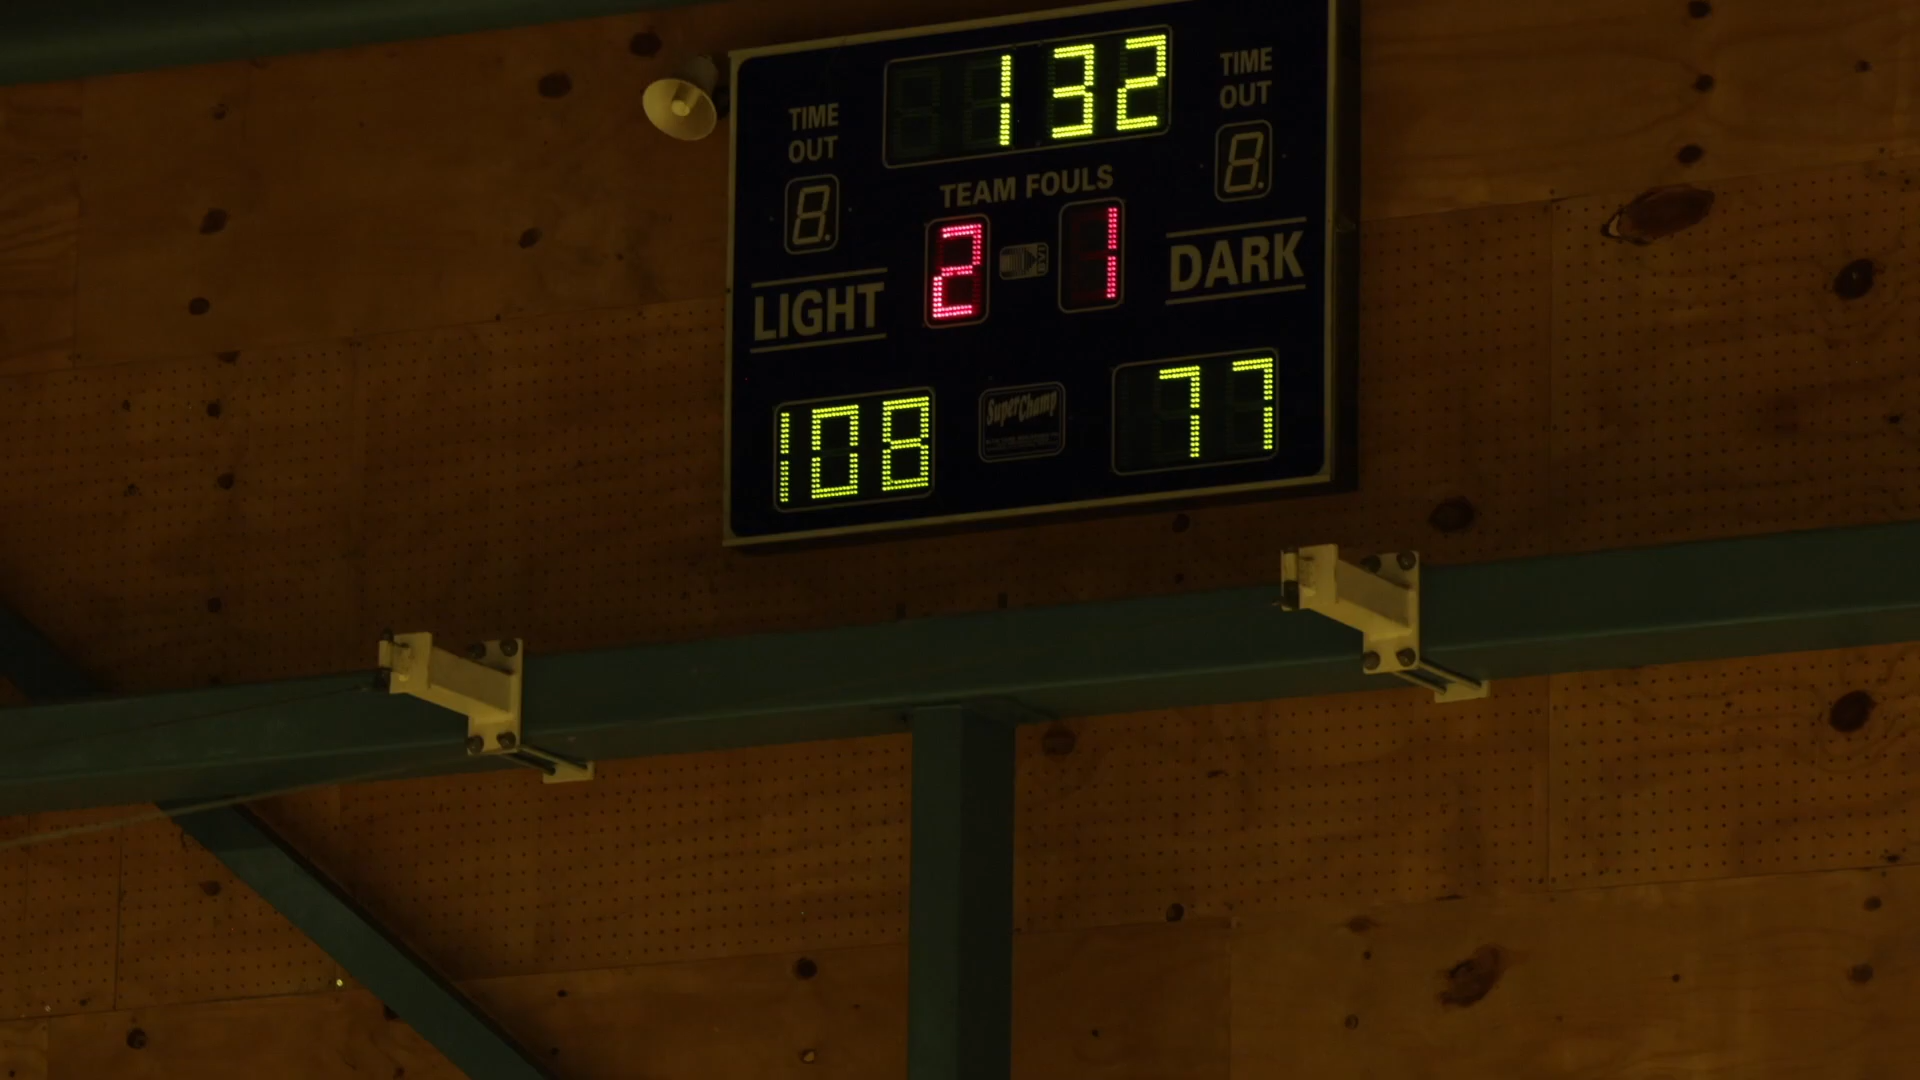 132
TIME
OUT
TIME
OUT
8.
8.
TEAM FOULS
2 1
LIGHT
DARK
108
SuperChamp
77